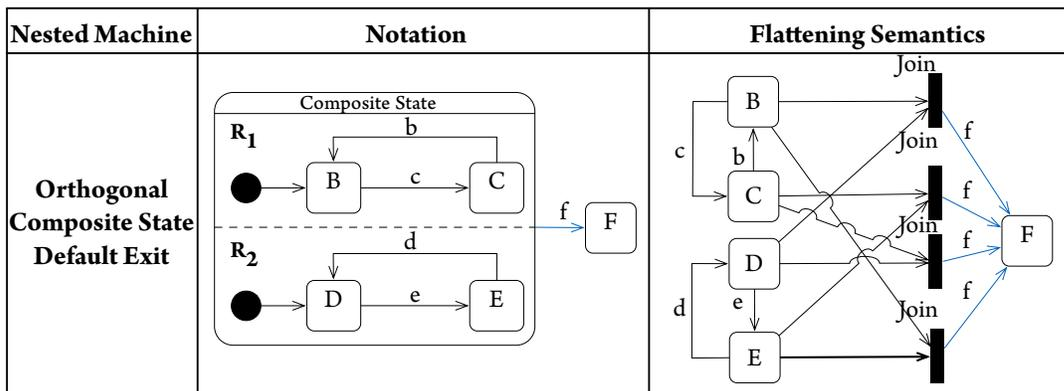 Nested Machine
Notation
Flattening Semantics
Orthogonal
Composite State
Default Exit
Composite State
R1
b
B
c
C
f
F
R2
d
D
e
E
Join
B
f
Join
c
b
C
f
Join
F
D
f
d
e
f
Join
E